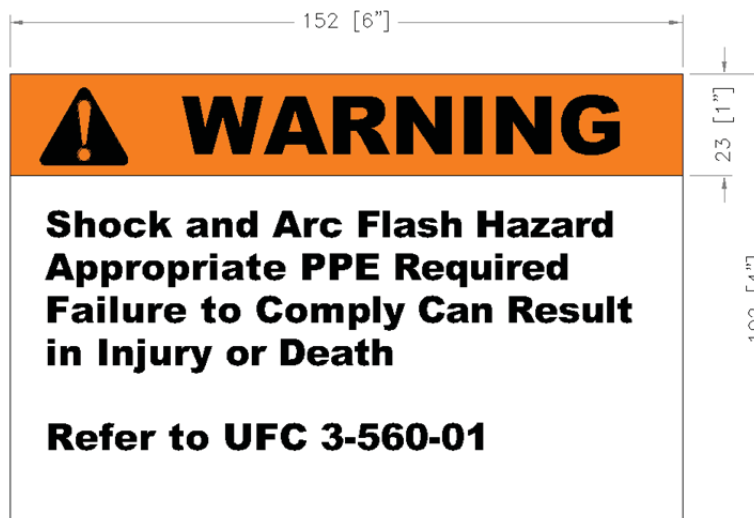 152 [6”]
WARNING
23 [1”]
Shock and Arc Flash Hazard
Appropriate PPE Required
Failure to Comply Can Result
in Injury or Death
Refer to UFC 3-560-01